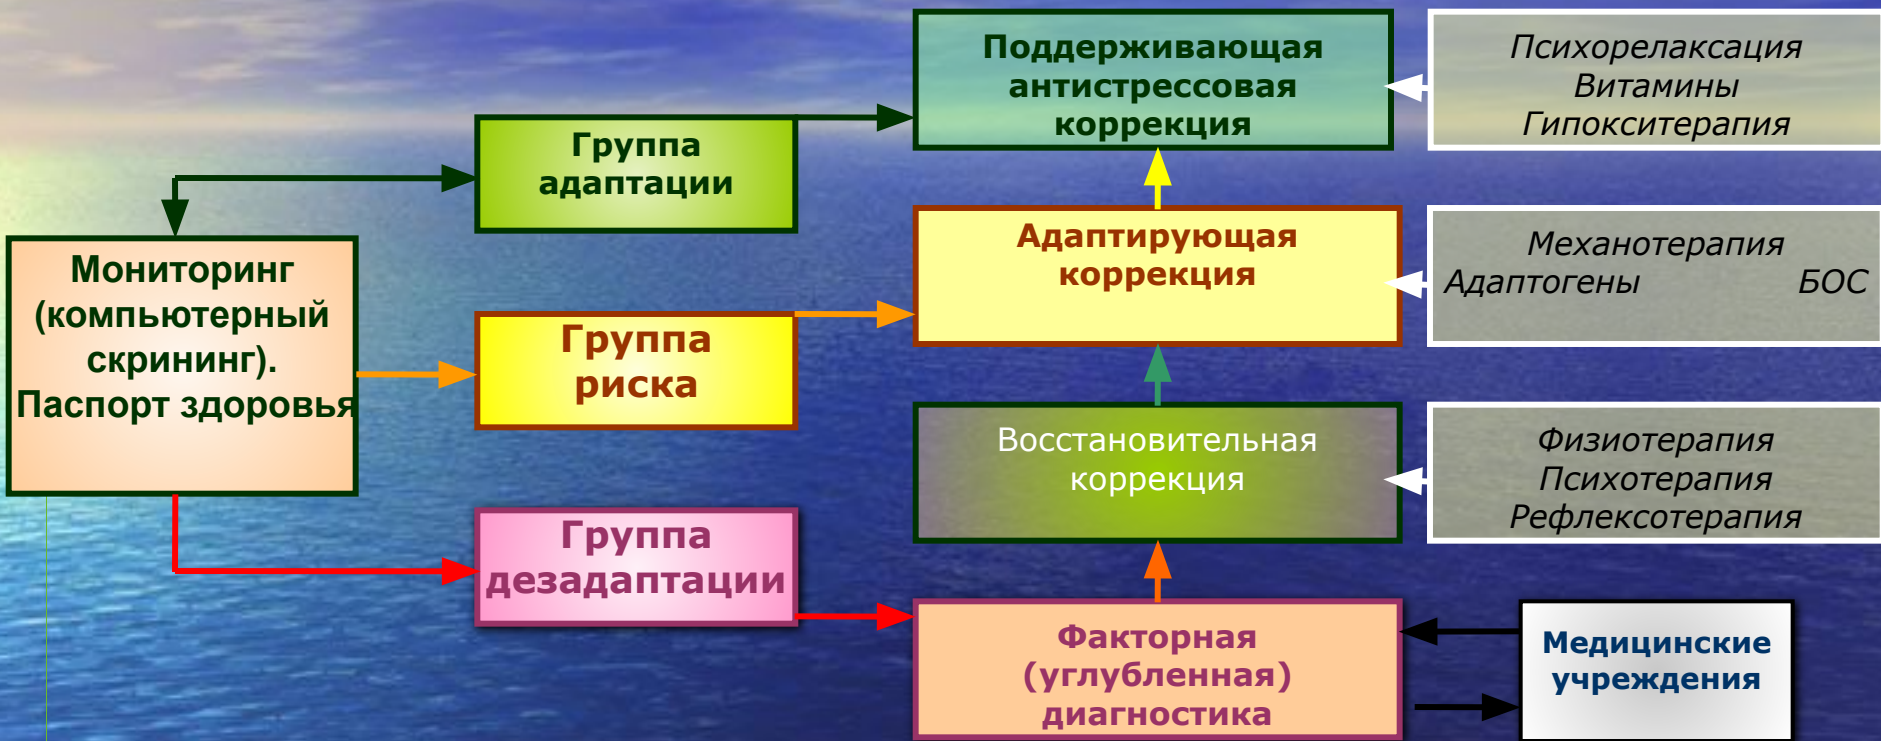 Поддерживающая
антистрессовая
коррекция
Психорелаксация
Витамины
Гипокситерапия
Группа
адаптации
Адаптирующая
коррекция
Механотерапия
Адаптогены БОС
Мониторинг
(компьютерный
скрининг).
Паспорт здоровья
Группа
риска
Восстановительная
коррекция
Физиотерапия
Психотерапия
Рефлексотерапия
Группа
дезадаптации
Факторная
(углубленная)
диагностика
Медицинские
учреждения